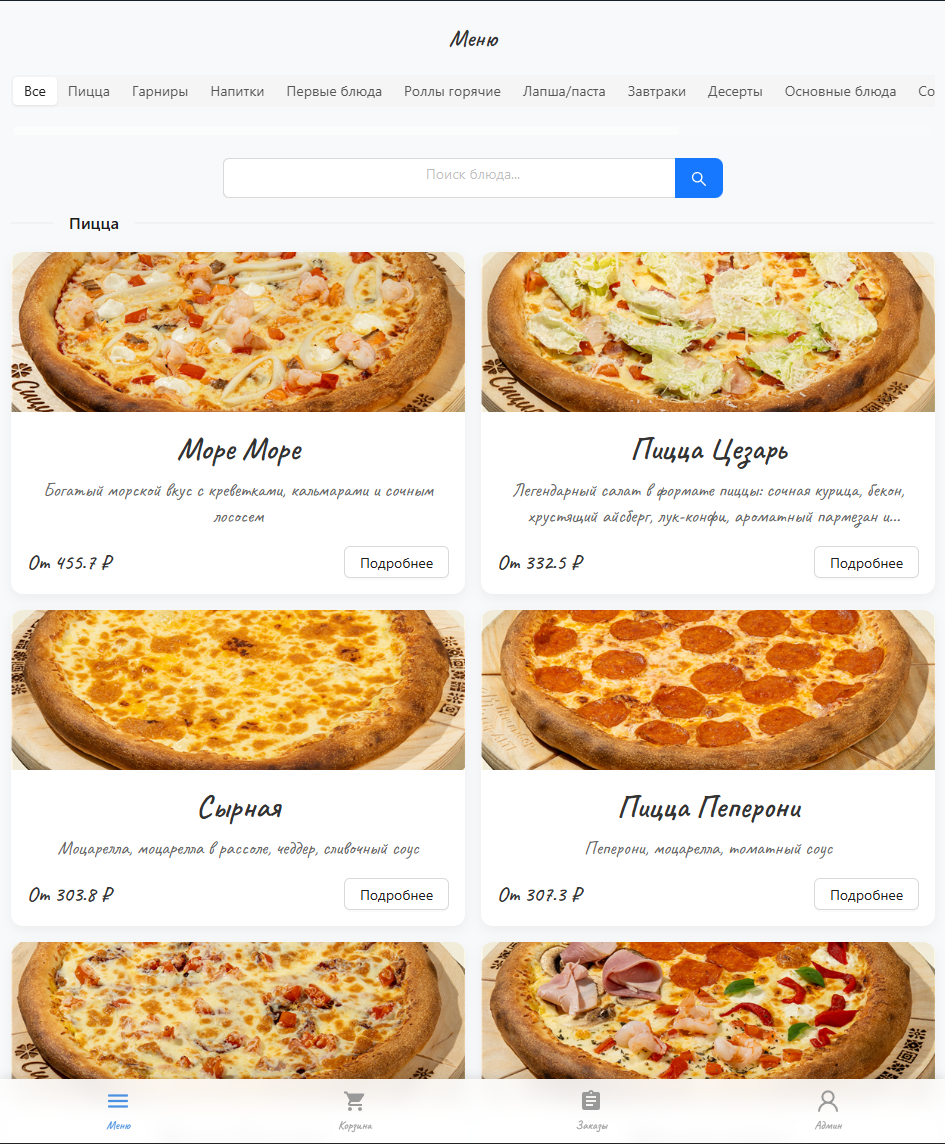 Меню
Все Пицца Гарниры Напитки Первые блюда Роллы горячие Лапша/паста Завтраки Десерты Основные блюда Со
Поиск блюда...
Пицца
Море Море
Богатый морской вкус с креветками, кальмарами и сочным
лососем
От 455.7 ₽ Подробнее
Пицца Цезарь
Легендарный салат в формате пиццы: сочная курица, бекон,
хрустящий айсберг, лук-конфи, ароматный пармезан и...
От 332.5 ₽ Подробнее
Сырная
Моцарелла, моцарелла в рассоле, чеддер, сливочный соус
От 303.8 ₽ Подробнее
Пицца Пеперони
Пеперони, моцарелла, томатный соус
От 307.3 ₽ Подробнее
Меню Корзина Заказы Админ